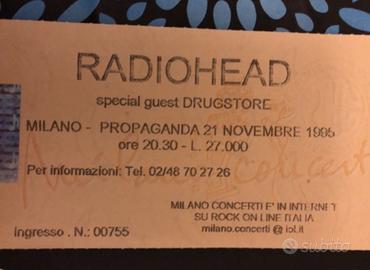 RADIOHEAD
special guest DRUGSTORE
MILANO - PROPAGANDA 21 NOVEMBRE 1995
ore 20.30 - L. 27.000
Per informazioni: Tel. 02/48 70 27 26
MILANO CONCERTI E' IN INTERNET
SU ROCK ON LINE ITALIA
milano.concerti @ iol.it
ingresso . N.: 00755
subito